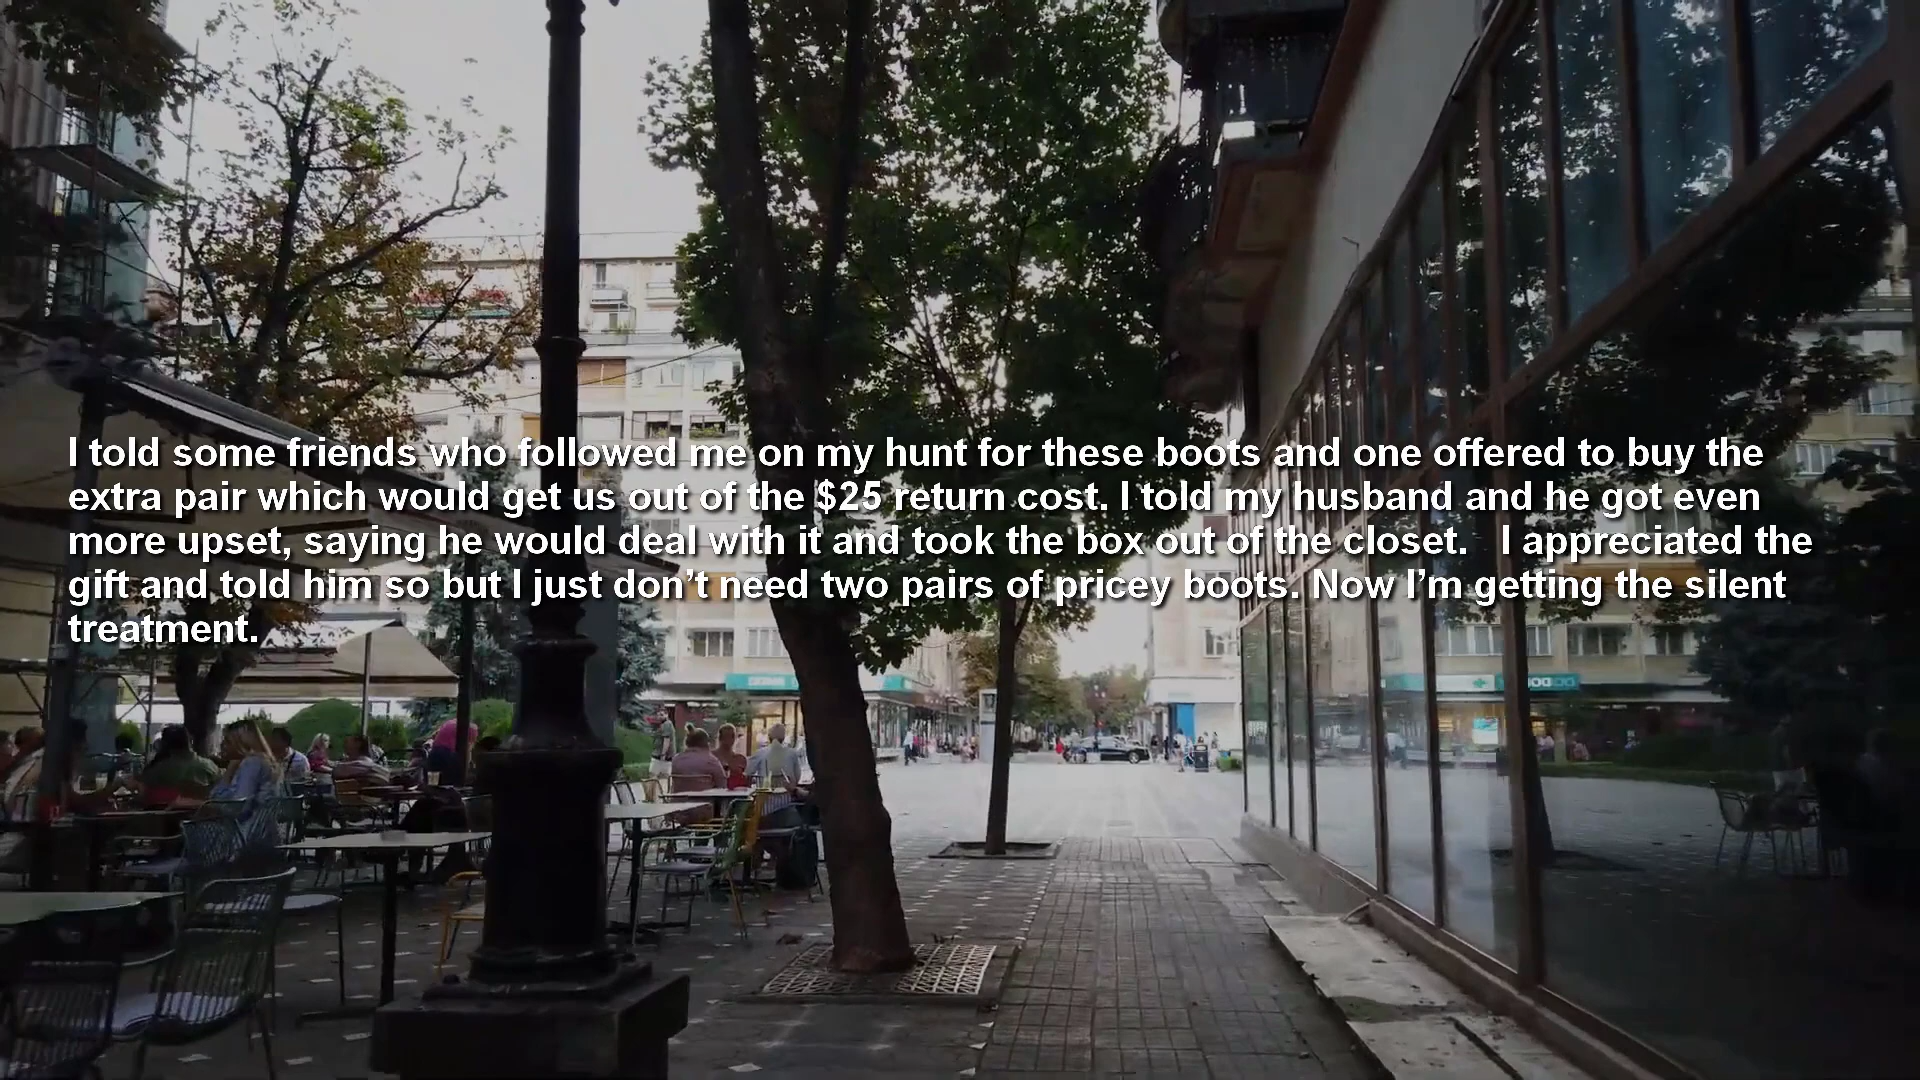 I told some friends who followed me on my hunt for these boots and one offered to buy the
extra pair which would get us out of the $25 return cost. I told my husband and he got even
more upset, saying he would deal with it and took the box out of the closet.   I appreciated the
gift and told him so but I just don’t need two pairs of pricey boots. Now I’m getting the silent
treatment.